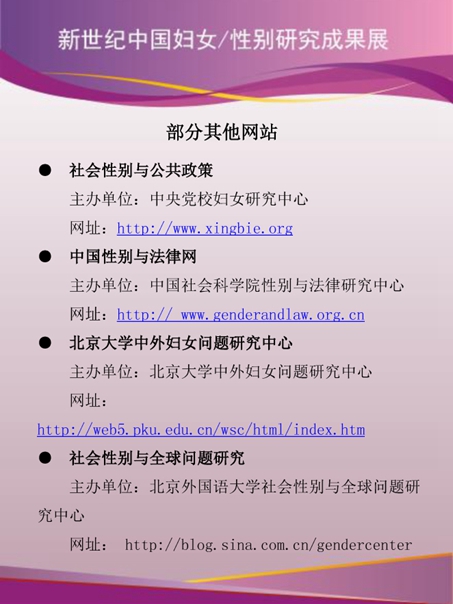 新世纪中国妇女/性别研究成果展
部分其他网站
● 社会性别与公共政策
主办单位：中央党校妇女研究中心
网址：http://www.xingbie.org
● 中国性别与法律网
主办单位：中国社会科学院性别与法律研究中心
网址：http:// www.genderandlaw.org.cn
● 北京大学中外妇女问题研究中心
主办单位：北京大学中外妇女问题研究中心
网址：
http://web5.pku.edu.cn/wsc/html/index.htm
● 社会性别与全球问题研究
主办单位：北京外国语大学社会性别与全球问题研
究中心
网址： http://blog.sina.com.cn/gendercenter